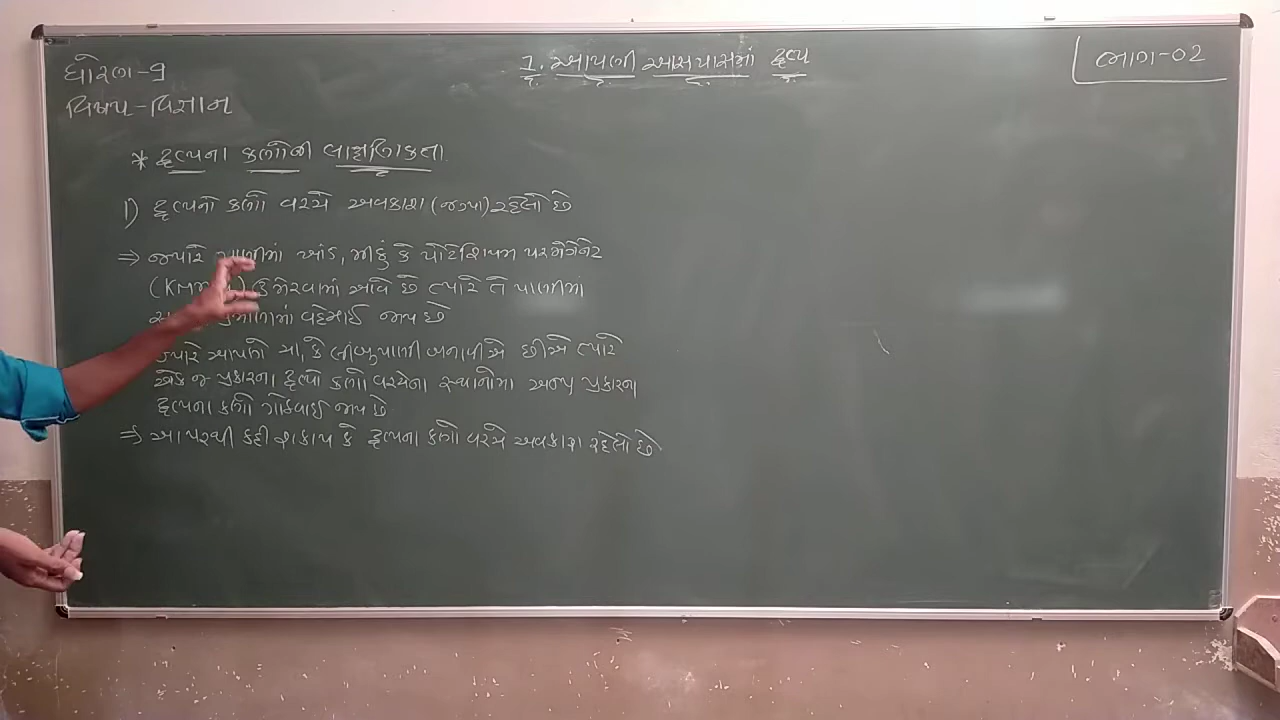 ધોરણ-9
વિષય-વિજ્ઞાન
1. આપણી આસપાસમાં દ્રવ્ય
ભાગ-02
* દ્રવ્યના કણોની લાક્ષણિકતા
1) દ્રવ્યનો કણો વચ્ચે અવકાશ (જગ્યા) રહેલો છે
⇒ જ્યારે પાણીમાં ખાંડ, મીઠું કે પોટેશિયમ પરમેંગેનેટ
ઉમેરવામાં આવે છે ત્યારે તે પાણીમાં
વહેંચાઈ જાય છે
આપણે ચા, કે લીંબુપાણી બનાવીએ છીએ ત્યારે
એક જ પ્રકારના દ્રવ્યો કણો વચ્ચેના સ્થાનોમાં અન્ય પ્રકારના
દ્રવ્યના કણો ગોઠવાઈ જાય છે.
⇒ આ પરથી કહી શકાય કે દ્રવ્યના કણો વચ્ચે અવકાશ રહેલો છે.